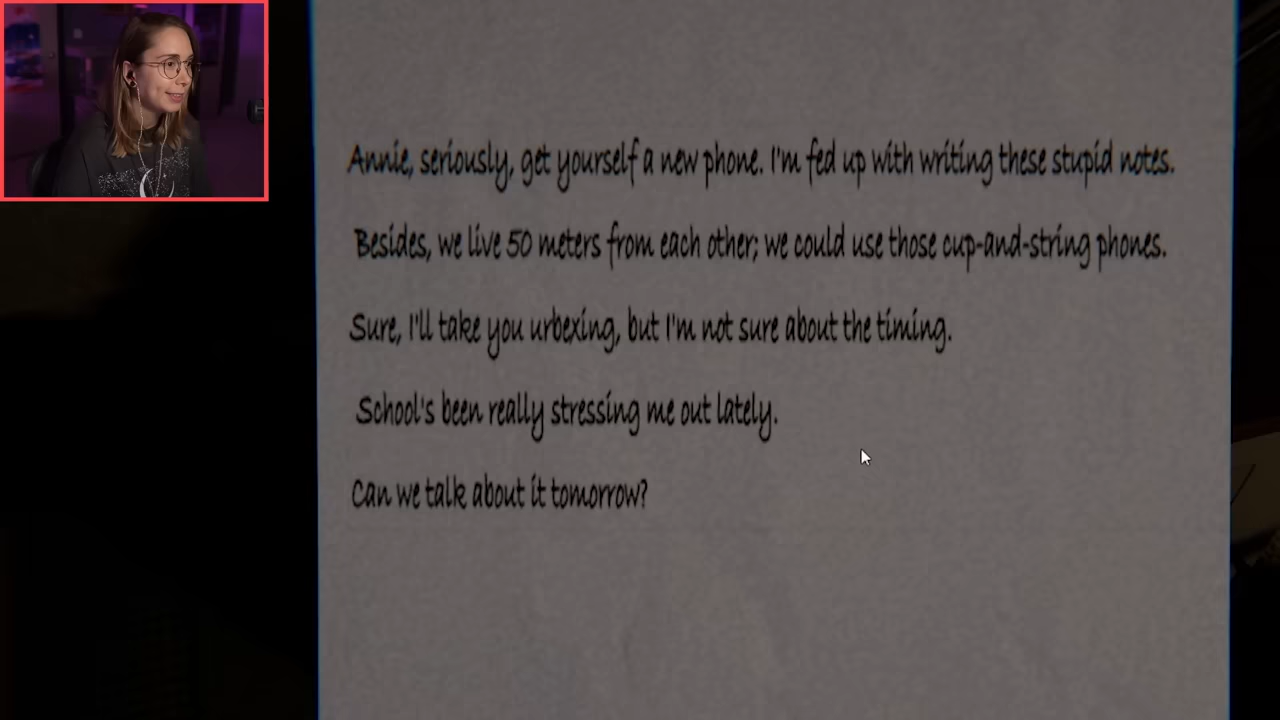 Annie, seriously, get yourself a new phone. I'm fed up with writing these stupid notes.
Besides, we live 50 meters from each other; we could use those cup-and-string phones.
Sure, I'll take you urbexing, but I'm not sure about the timing.
School's been really stressing me out lately.
Can we talk about it tomorrow?